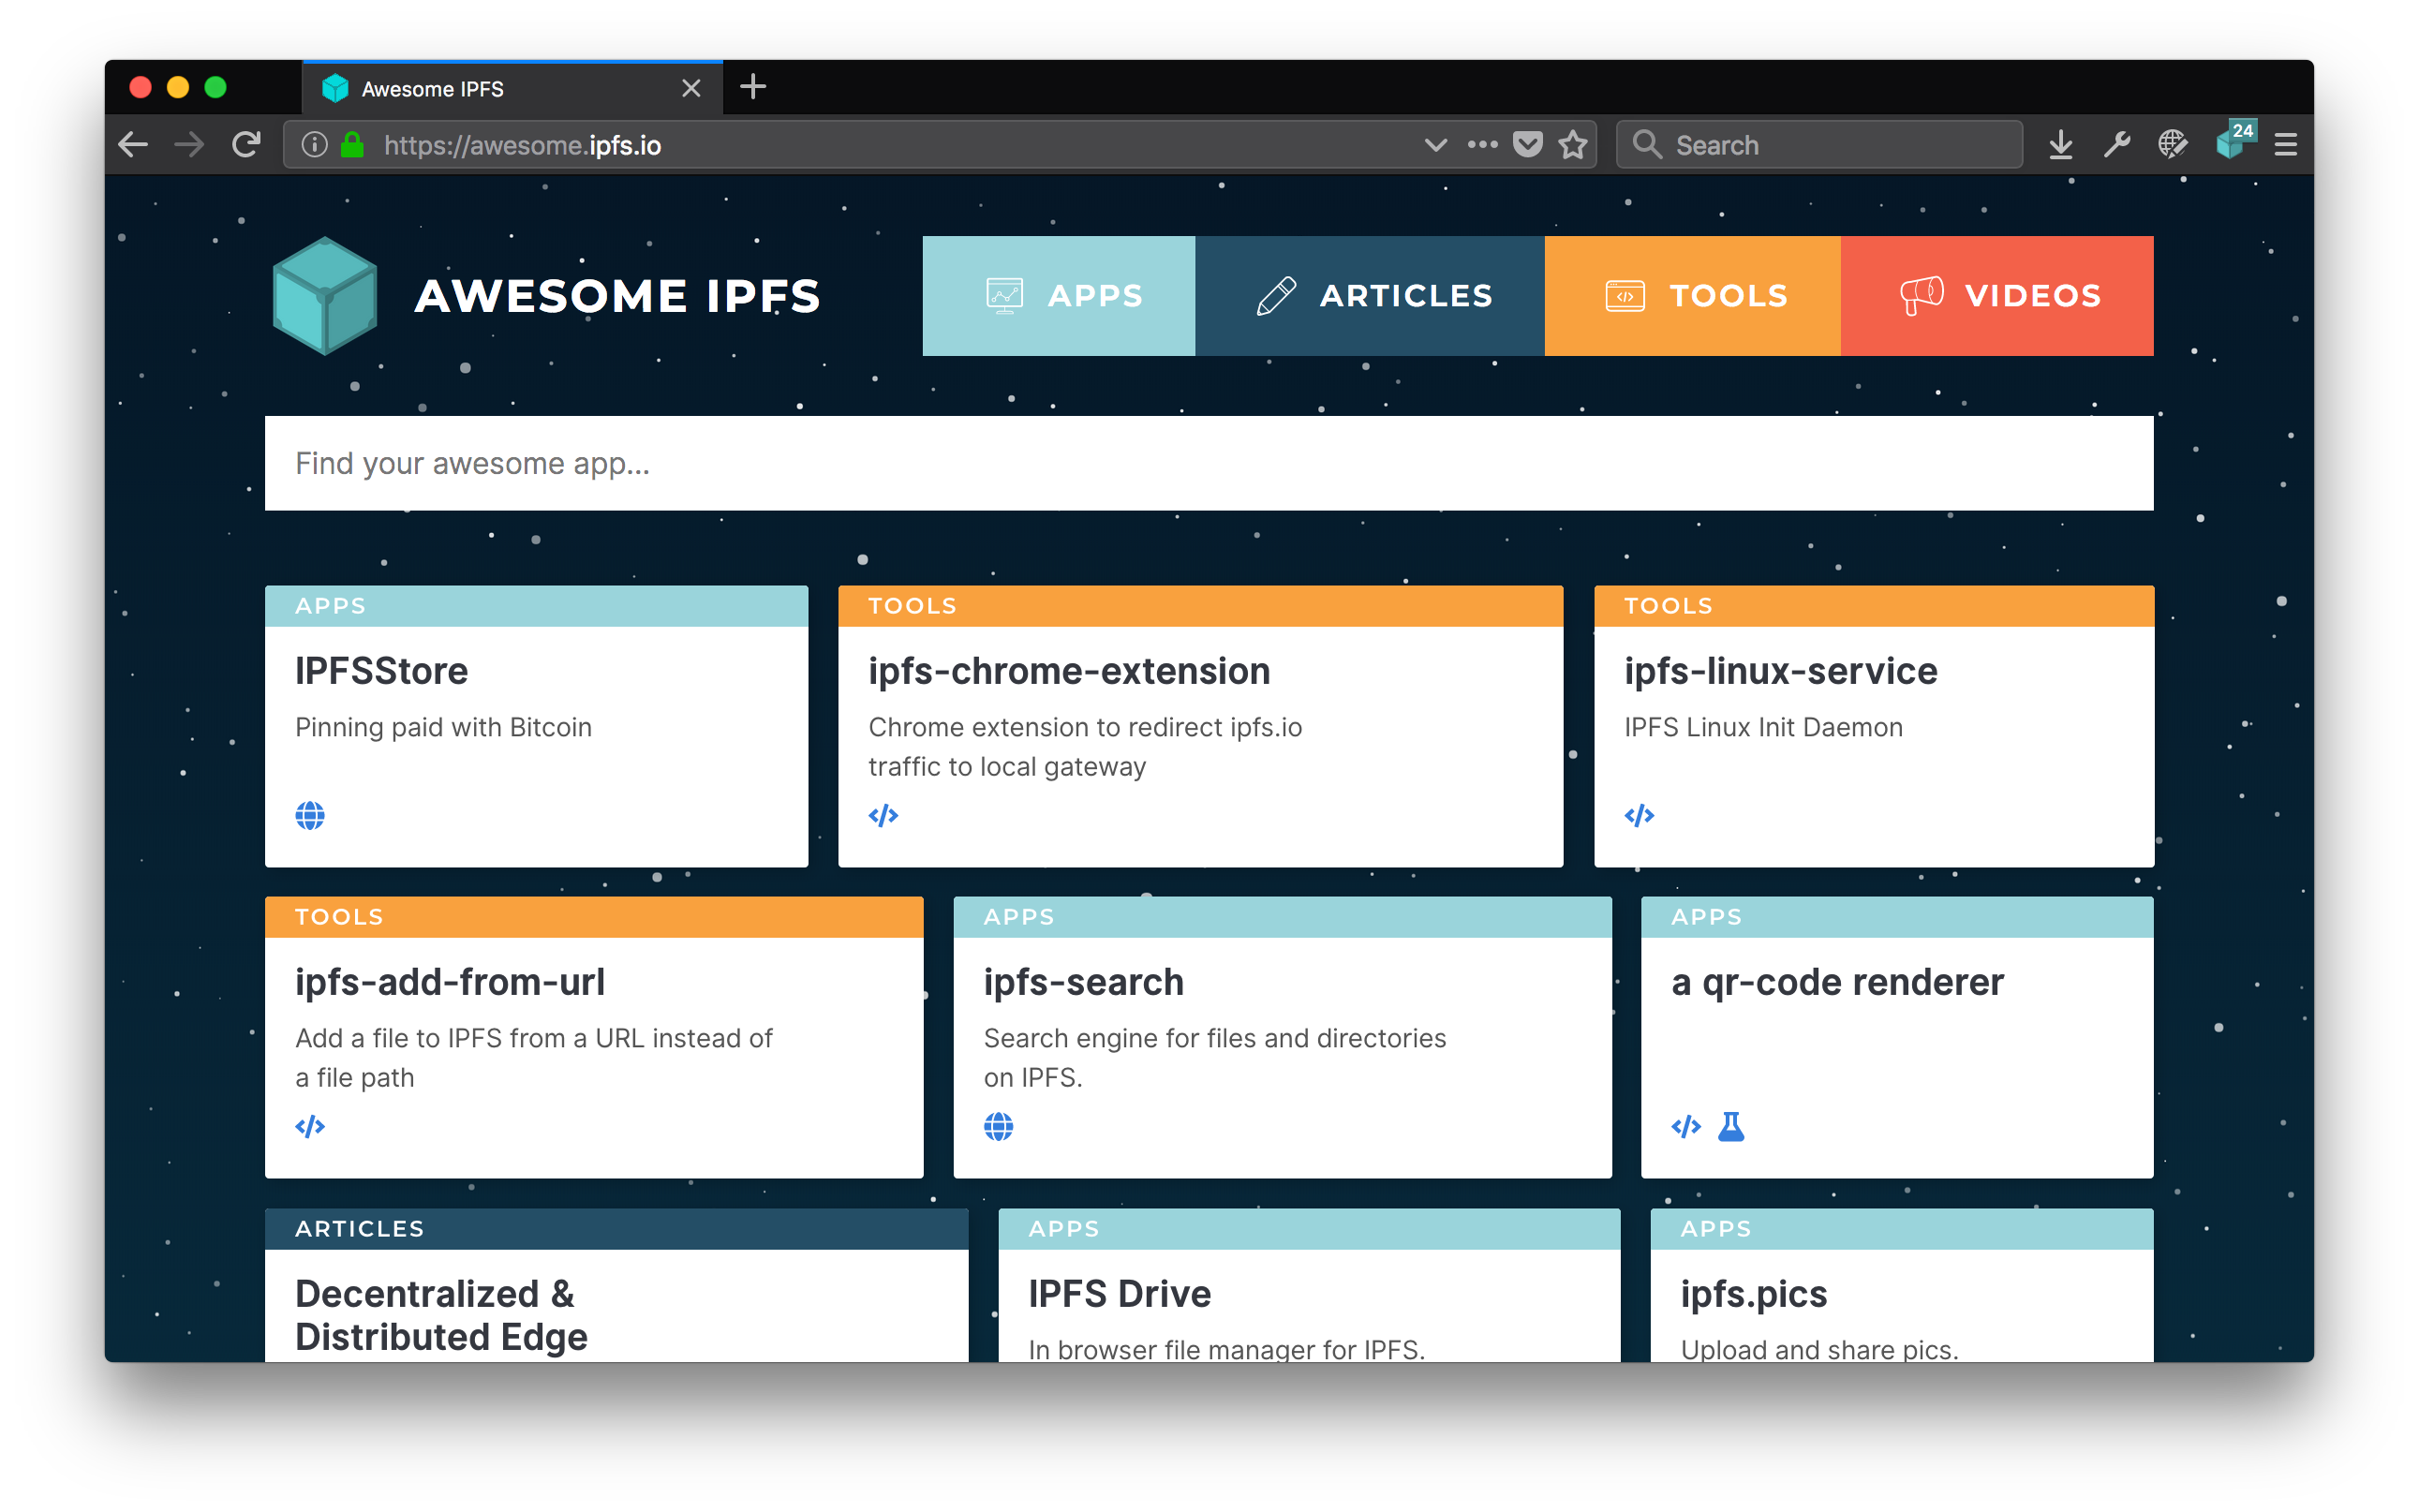 Awesome IPFS
https://awesome.ipfs.io
Search
24
AWESOME IPFS
APPS
ARTICLES
TOOLS
VIDEOS
Find your awesome app...
APPS
IPFSStore
Pinning paid with Bitcoin
TOOLS
ipfs-chrome-extension
Chrome extension to redirect ipfs.io
traffic to local gateway
TOOLS
ipfs-linux-service
IPFS Linux Init Daemon
TOOLS
ipfs-add-from-url
Add a file to IPFS from a URL instead of
a file path
APPS
ipfs-search
Search engine for files and directories
on IPFS.
APPS
a qr-code renderer
ARTICLES
Decentralized &
Distributed Edge
APPS
IPFS Drive
In browser file manager for IPFS.
APPS
ipfs.pics
Upload and share pics.